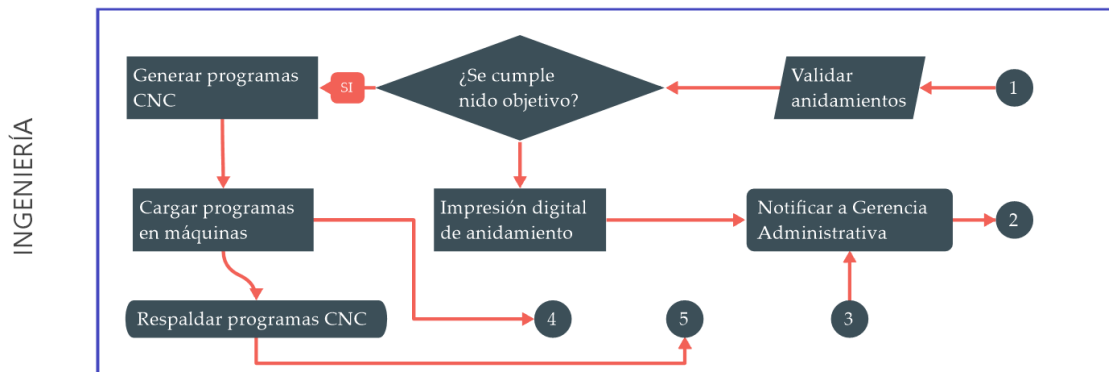 INGENIERÍA
Generar programas
CNC
SI
¿Se cumple
nido objetivo?
Validar
anidamientos
1
Cargar programas
en máquinas
Impresión digital
de anidamiento
Notificar a Gerencia
Administrativa
2
Respaldar programas CNC
4
5
3